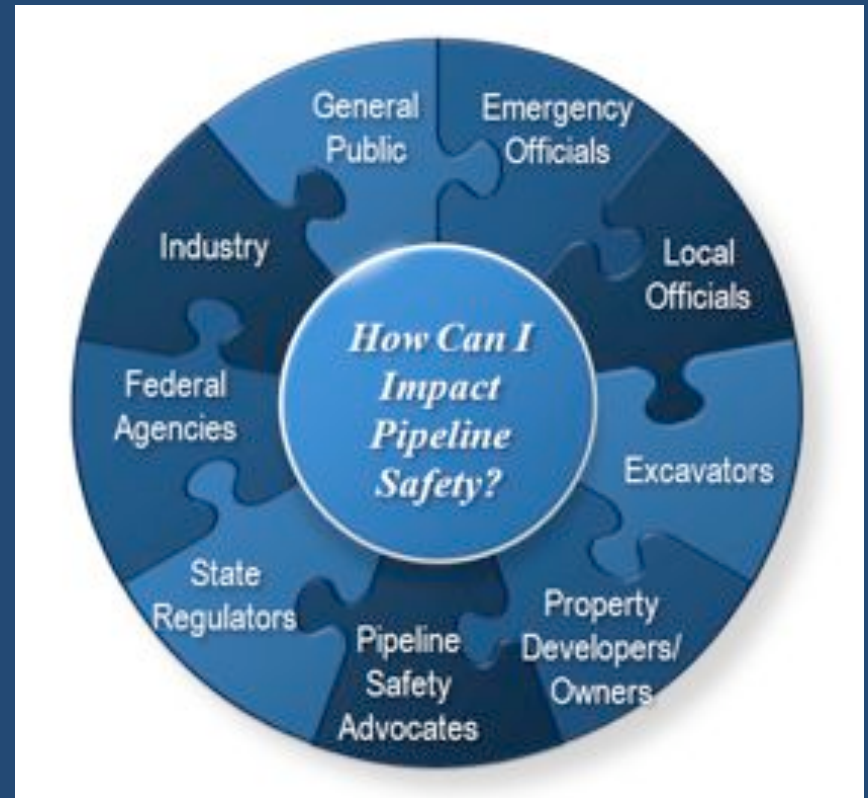 General
Public
Emergency
Officials
Local
Officials
Excavators
Property
Developers/
Owners
Pipeline
Safety
Advocates
State
Regulators
Federal
Agencies
Industry
How Can I
Impact
Pipeline
Safety?